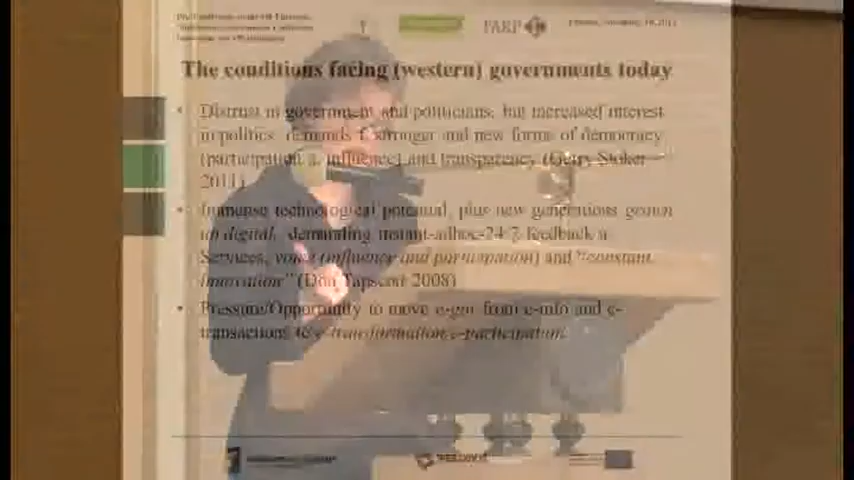 PARP
The conditions facing (western) governments today
• Distrust in government and politicians, but increased interest
in politics, demands f. stronger and new forms of democracy
(participation a. influence) and transparency (Gerry Stoker
2011)
• Immense technological potential, plus new generations grown
up digital, demanding instant-adhoc-24:7 feedback a.
Services, voice (influence and participation) and "constant
innovation" (Don Tapscott 2008)
• Pressure/Opportunity to move e-gov from e-info and e-
transactions to e-transformation/e-participation.